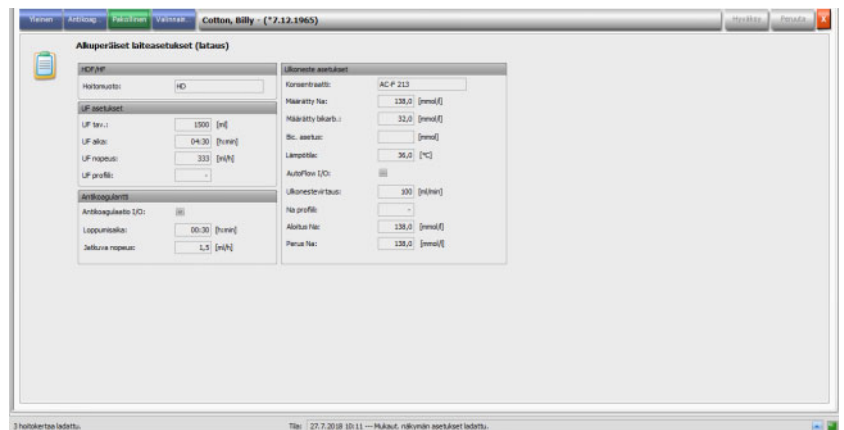 Yleinen Antikoag... Pakollinen Valinnais... Cotton, Billy - (*7.12.1965) Hyväksy Peruuta X
Alkuperäiset laiteasetukset (lataus)
HDF/HF
Hoitomuoto: HD
UF asetukset
UF tav.: 1500 [ml]
UF aika: 04:30 [h:min]
UF nopeus: 333 [ml/h]
UF profiili: -
Antikoagulantti
Antikoagulaatio I/O:
Loppumisaika: 00:30 [h:min]
Jatkuva nopeus: 1,5 [ml/h]
Ulkoneste asetukset
Konsentraatti: AC-F 213
Määrätty Na: 138,0 [mmol/l]
Määrätty bikarb.: 32,0 [mmol/l]
Bic. asetus: [mmol]
Lämpötila: 36,0 [°C]
AutoFlow I/O:
Ulkonestevirtaus: 100 [ml/min]
Na profiili: -
Aloitus Na: 138,0 [mmol/l]
Perus Na: 138,0 [mmol/l]
3 hoitokertaa ladattu. Tila: 27.7.2018 10:11 --- Mukaut. näkymän asetukset ladattu.